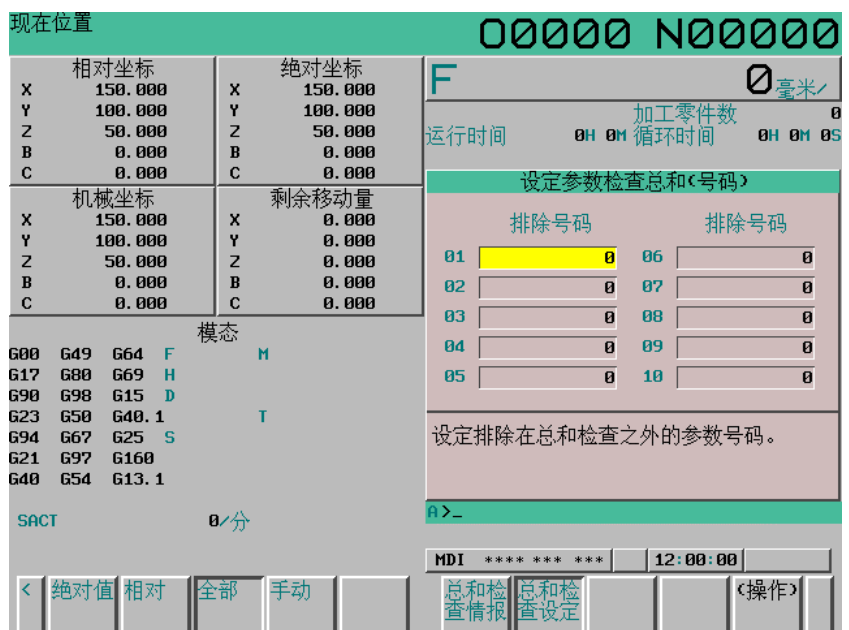 现在位置
O0000 N00000
相对坐标
X 150.000
Y 100.000
Z 50.000
B 0.000
C 0.000
绝对坐标
X 150.000
Y 100.000
Z 50.000
B 0.000
C 0.000
机械坐标
X 150.000
Y 100.000
Z 50.000
B 0.000
C 0.000
剩余移动量
X 0.000
Y 0.000
Z 0.000
B 0.000
C 0.000
模态
G00 G49 G64 F M
G17 G80 G69 H
G90 G98 G15 D
G23 G50 G40.1 T
G94 G67 G25 S
G21 G97 G160
G40 G54 G13.1
SACT 0/分
F 0毫米/
加工零件数 0
运行时间 0H 0M 循环时间 0H 0M 0S
设定参数检查总和(号码)
排除号码 排除号码
01 0 06 0
02 0 07 0
03 0 08 0
04 0 09 0
05 0 10 0
设定排除在总和检查之外的参数号码。
A>_
MDI **** *** *** 12:00:00
< 绝对值 相对 全部 手动
总和检查情报
总和检查设定
(操作)